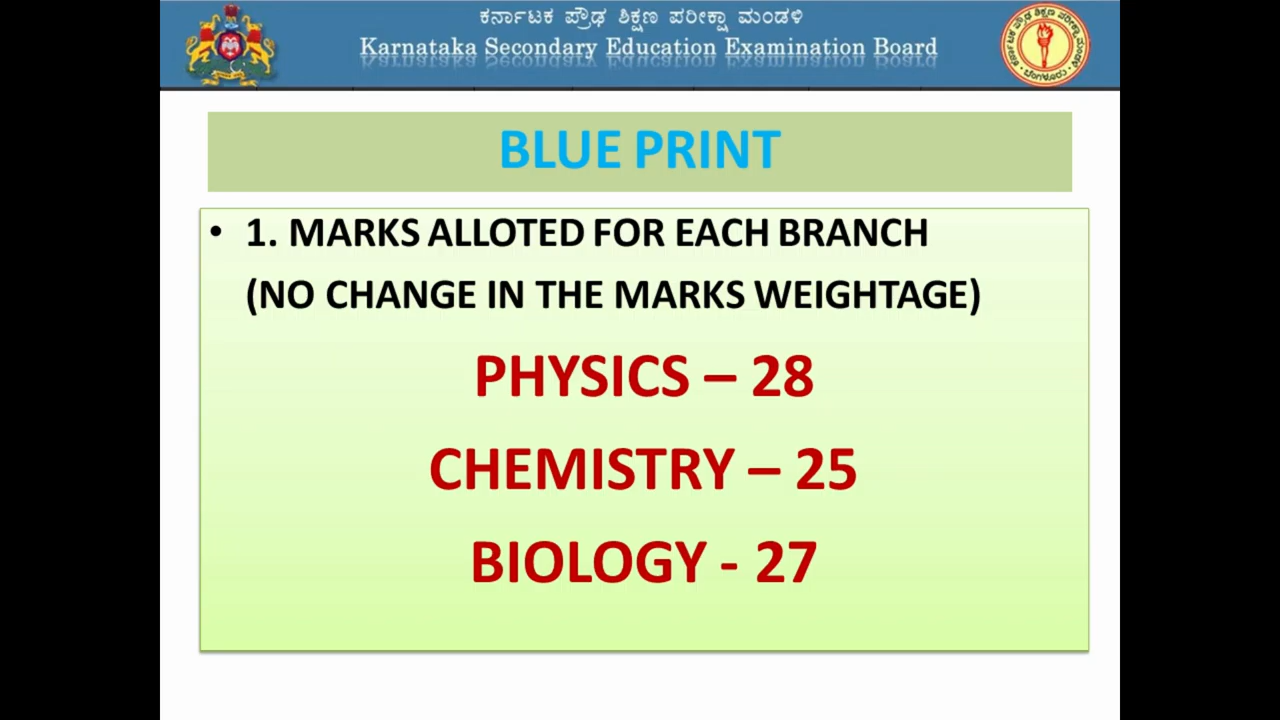 ಕರ್ನಾಟಕ ಪ್ರೌಢ ಶಿಕ್ಷಣ ಪರೀಕ್ಷಾ ಮಂಡಳಿ
Karnataka Secondary Education Examination Board
BLUE PRINT
• 1. MARKS ALLOTED FOR EACH BRANCH
(NO CHANGE IN THE MARKS WEIGHTAGE)
PHYSICS – 28
CHEMISTRY – 25
BIOLOGY - 27